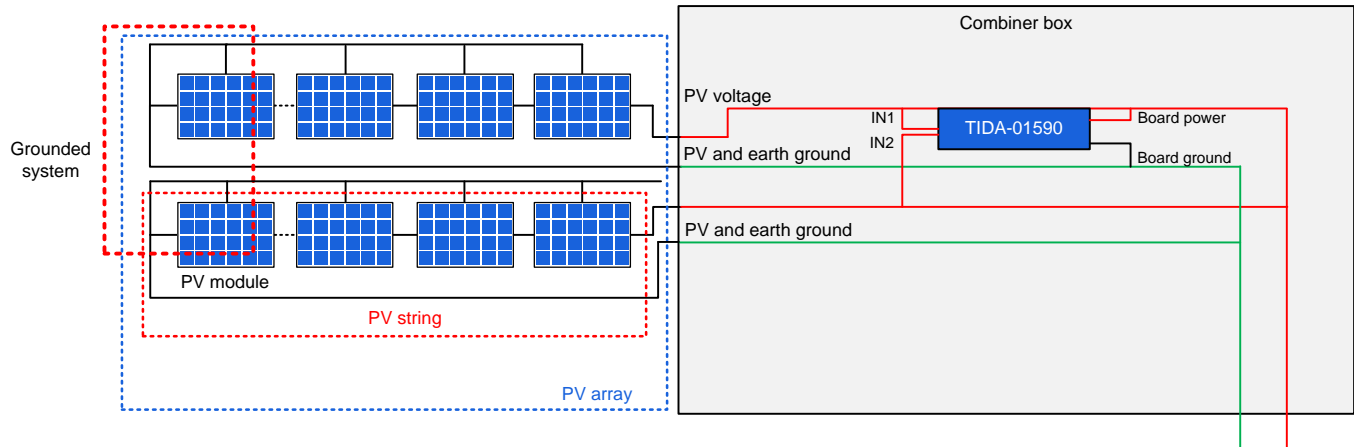 Combiner box
PV voltage
IN1
IN2
TIDA-01590
Board power
Board ground
Grounded
system
PV and earth ground
PV and earth ground
PV module
PV string
PV array